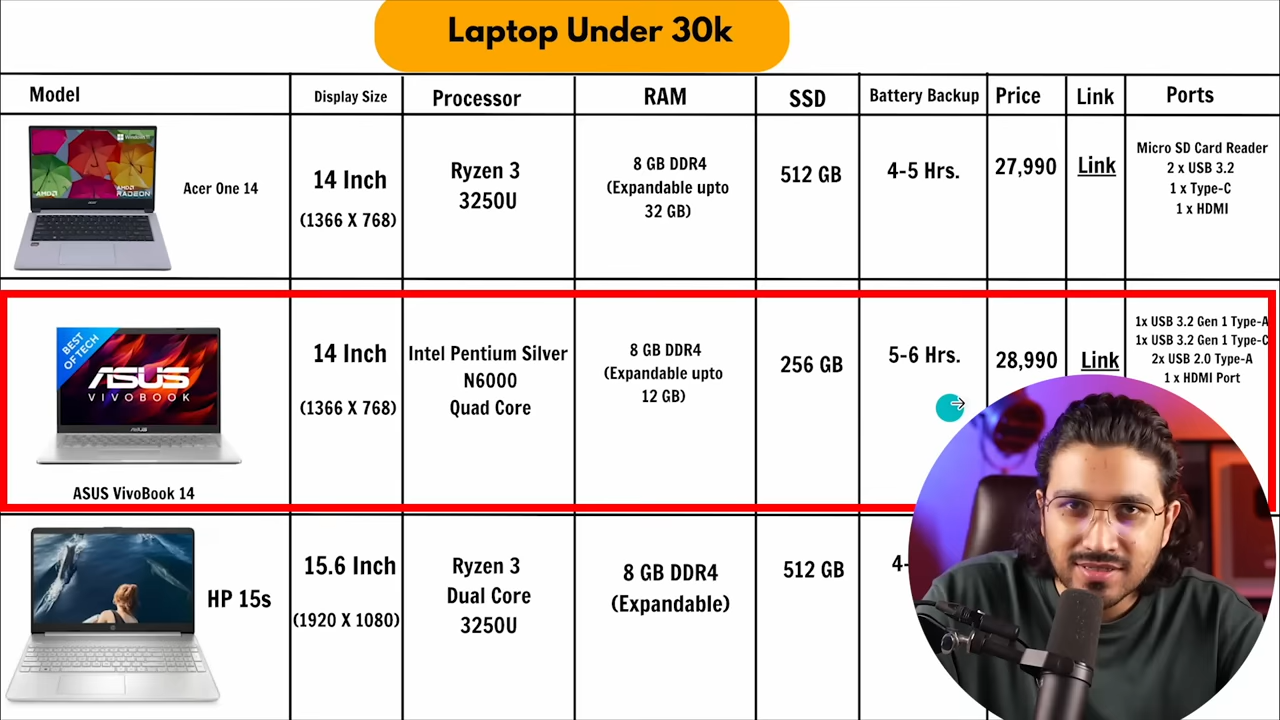 Laptop Under 30k
Model
Display Size
Processor
RAM
SSD
Battery Backup
Price
Link
Ports
Acer One 14
14 Inch
(1366 X 768)
Ryzen 3
3250U
8 GB DDR4
(Expandable upto
32 GB)
512 GB
4-5 Hrs.
27,990
Link
Micro SD Card Reader
2 x USB 3.2
1 x Type-C
1 x HDMI
BEST
OF TECH
ASUS
VIVOBOOK
ASUS VivoBook 14
14 Inch
(1366 X 768)
Intel Pentium Silver
N6000
Quad Core
8 GB DDR4
(Expandable upto
12 GB)
256 GB
5-6 Hrs.
28,990
Link
1x USB 3.2 Gen 1 Type-A
1x USB 3.2 Gen 1 Type-C
2x USB 2.0 Type-A
1 x HDMI Port
HP 15s
15.6 Inch
(1920 X 1080)
Ryzen 3
Dual Core
3250U
8 GB DDR4
(Expandable)
512 GB
4-